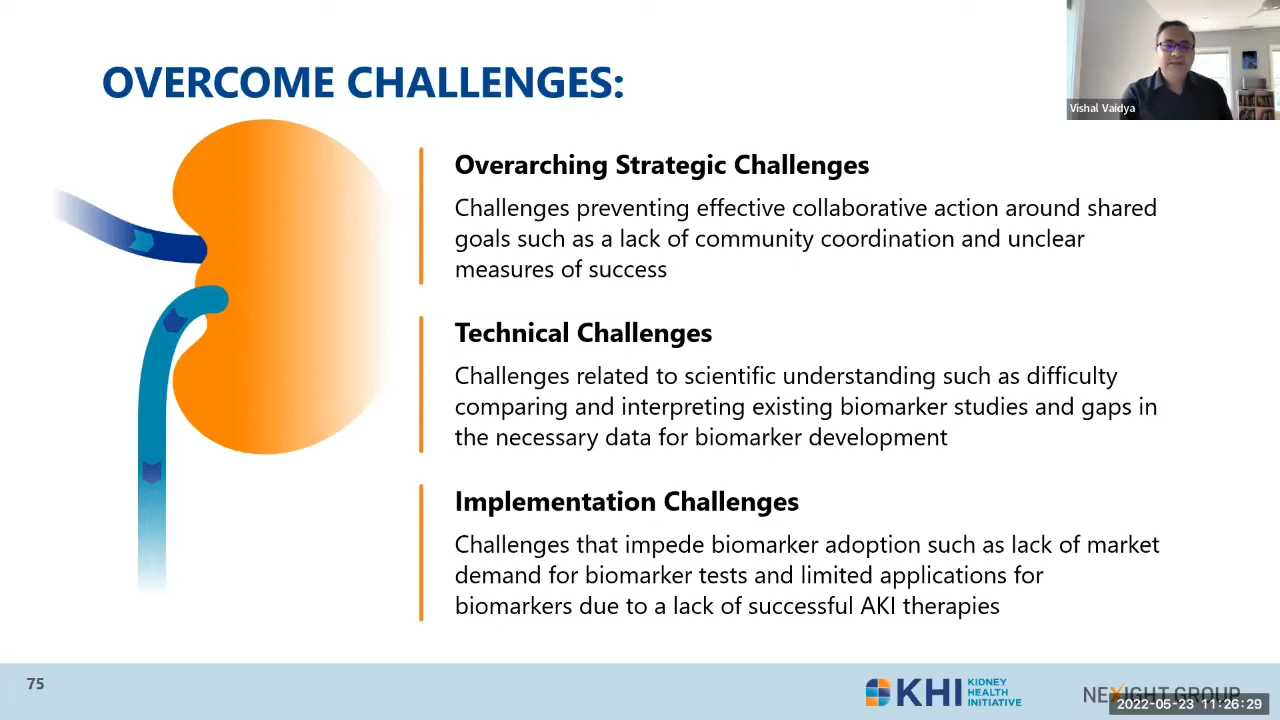 OVERCOME CHALLENGES:
Vishal Vaidya
Overarching Strategic Challenges
Challenges preventing effective collaborative action around shared
goals such as a lack of community coordination and unclear
measures of success
Technical Challenges
Challenges related to scientific understanding such as difficulty
comparing and interpreting existing biomarker studies and gaps in
the necessary data for biomarker development
Implementation Challenges
Challenges that impede biomarker adoption such as lack of market
demand for biomarker tests and limited applications for
biomarkers due to a lack of successful AKI therapies
75
KHI
KIDNEY
HEALTH
INITIATIVE
NEXIGHT GROUP
2022-05-23 11:26:29